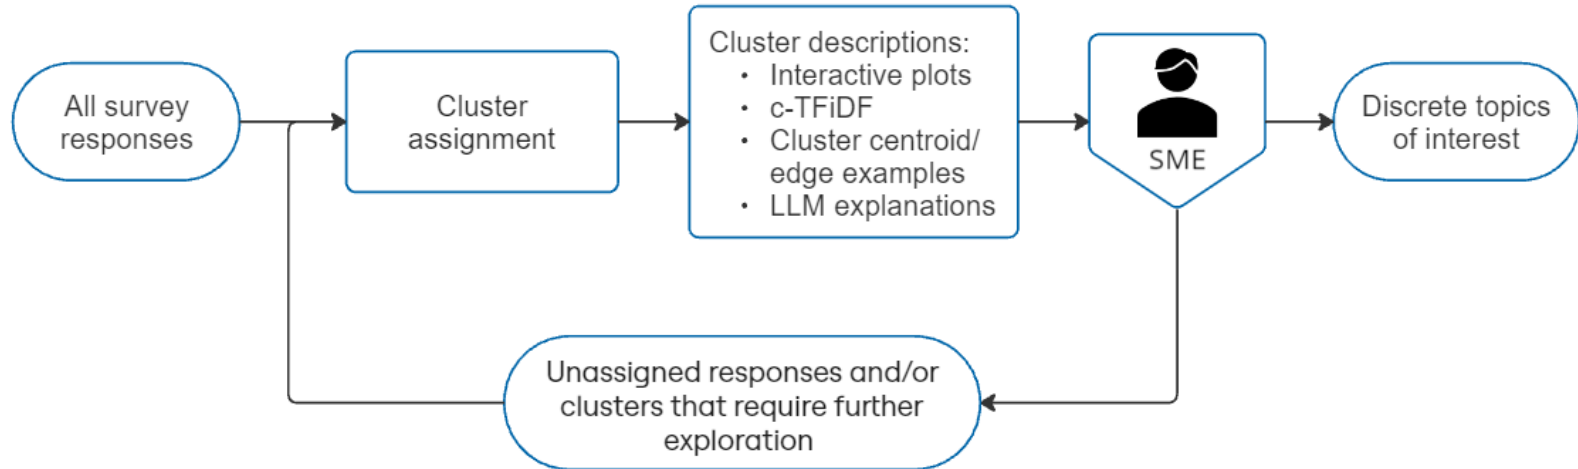 All survey
responses
Cluster
assignment
Cluster descriptions:
• Interactive plots
• c-TFiDF
• Cluster centroid/
edge examples
• LLM explanations
SME
Discrete topics
of interest
Unassigned responses and/or
clusters that require further
exploration